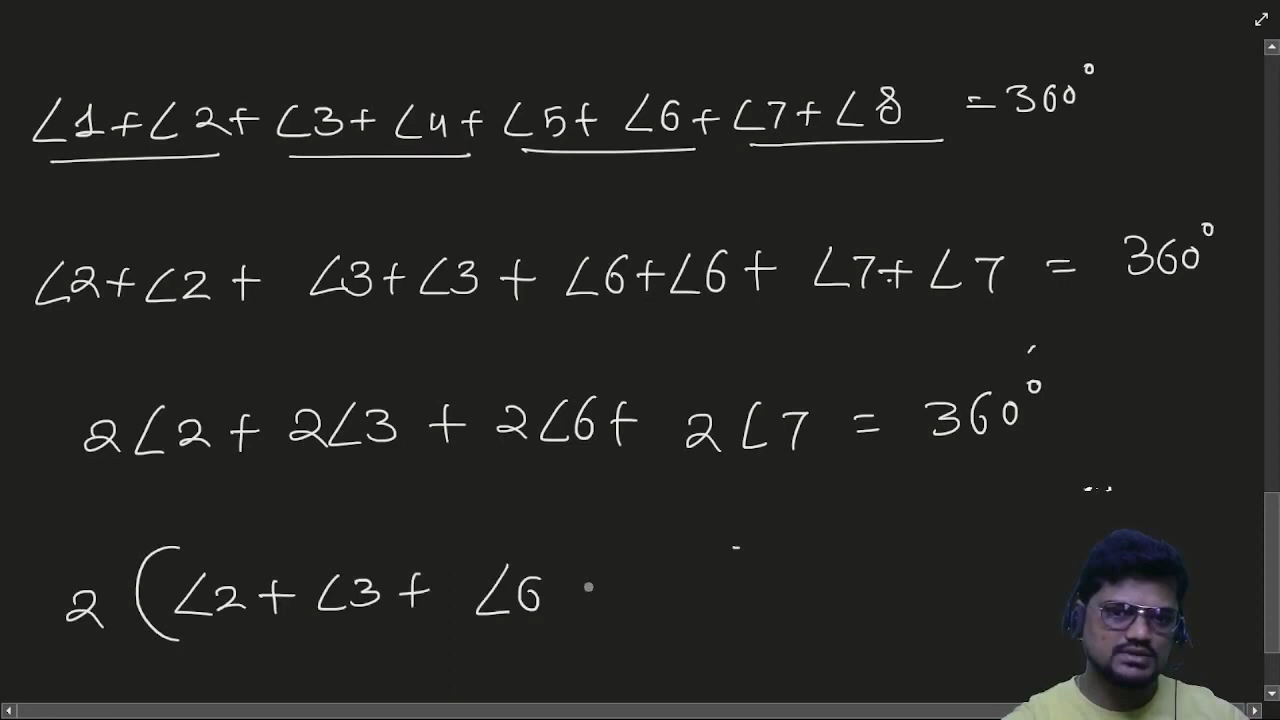 ∠1+∠2+ ∠3+ ∠4+ ∠5+ ∠6+∠7+∠8 = 360°
∠2+∠2 + ∠3+∠3 + ∠6+∠6+ ∠7+∠7 = 360°
2∠2+ 2∠3 + 2∠6+ 2∠7 = 360°
2 (∠2+∠3+ ∠6